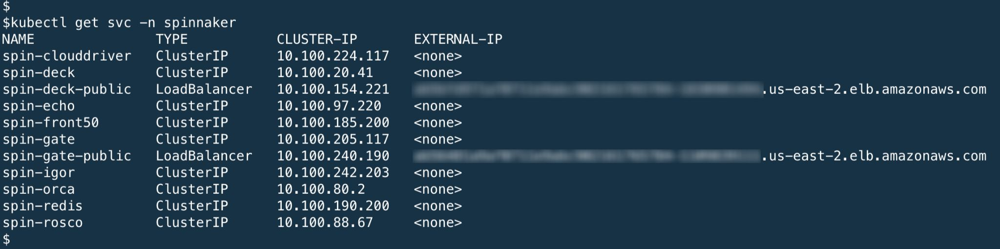 $
$kubectl get svc -n spinnaker
NAME TYPE CLUSTER-IP EXTERNAL-IP
spin-clouddriver ClusterIP 10.100.224.117 <none>
spin-deck ClusterIP 10.100.20.41 <none>
spin-deck-public LoadBalancer 10.100.154.221 .us-east-2.elb.amazonaws.com
spin-echo ClusterIP 10.100.97.220 <none>
spin-front50 ClusterIP 10.100.185.200 <none>
spin-gate ClusterIP 10.100.205.117 <none>
spin-gate-public LoadBalancer 10.100.240.190 .us-east-2.elb.amazonaws.com
spin-igor ClusterIP 10.100.242.203 <none>
spin-orca ClusterIP 10.100.80.2 <none>
spin-redis ClusterIP 10.100.190.200 <none>
spin-rosco ClusterIP 10.100.88.67 <none>
$